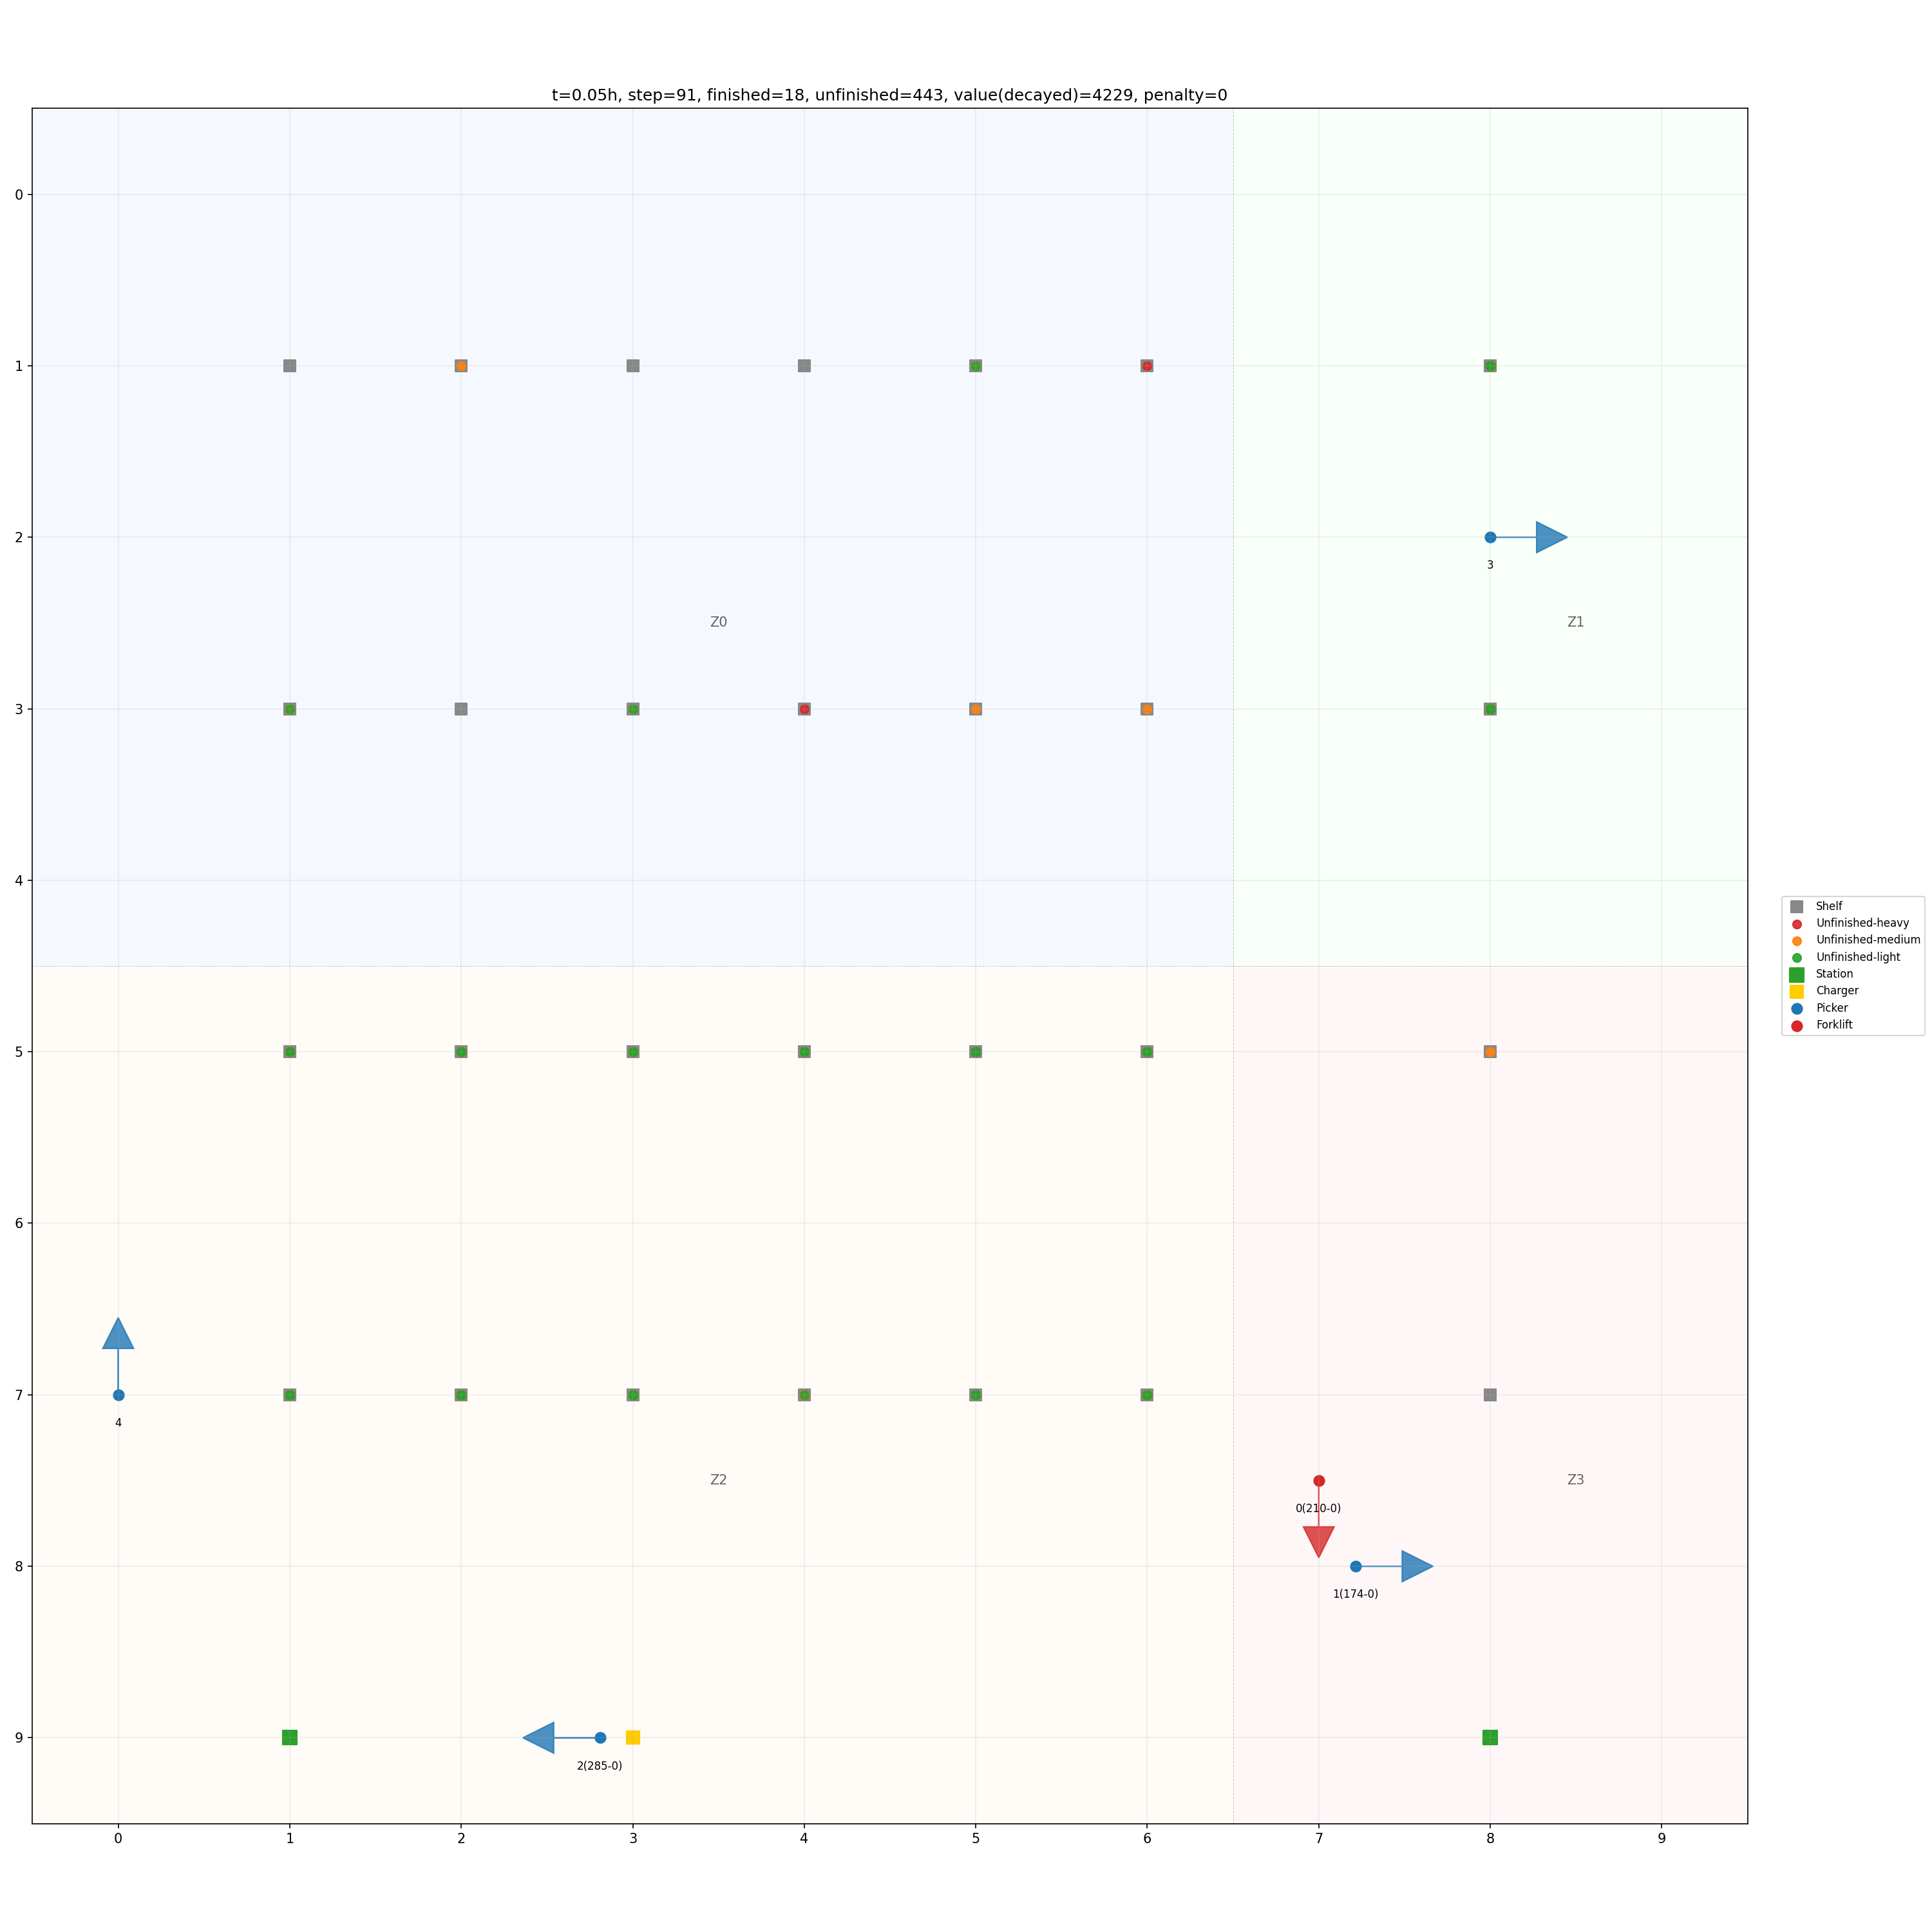 t=0.05h, step=91, finished=18, unfinished=443, value(decayed)=4229, penalty=0
0
1
2
3
Z0
Z1
3
4
Shelf
Unfinished-heavy
Unfinished-medium
Unfinished-light
Station
Charger
Picker
Forklift
5
6
7
4
Z2
Z3
0(210-0)
8
1(174-0)
9
2(285-0)
0 1 2 3 4 5 6 7 8 9